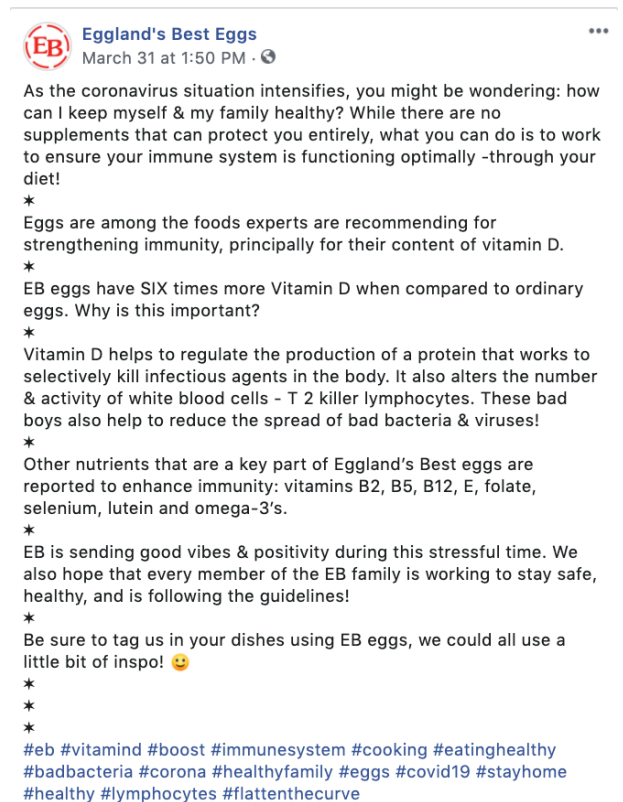 EB
Eggland's Best Eggs
March 31 at 1:50 PM ·
As the coronavirus situation intensifies, you might be wondering: how
can I keep myself & my family healthy? While there are no
supplements that can protect you entirely, what you can do is to work
to ensure your immune system is functioning optimally -through your
diet!
✶
Eggs are among the foods experts are recommending for
strengthening immunity, principally for their content of vitamin D.
✶
EB eggs have SIX times more Vitamin D when compared to ordinary
eggs. Why is this important?
✶
Vitamin D helps to regulate the production of a protein that works to
selectively kill infectious agents in the body. It also alters the number
& activity of white blood cells - T 2 killer lymphocytes. These bad
boys also help to reduce the spread of bad bacteria & viruses!
✶
Other nutrients that are a key part of Eggland’s Best eggs are
reported to enhance immunity: vitamins B2, B5, B12, E, folate,
selenium, lutein and omega-3’s.
✶
EB is sending good vibes & positivity during this stressful time. We
also hope that every member of the EB family is working to stay safe,
healthy, and is following the guidelines!
✶
Be sure to tag us in your dishes using EB eggs, we could all use a
little bit of inspo! 🙂
✶
✶
✶
#eb #vitamind #boost #immunesystem #cooking #eatinghealthy
#badbacteria #corona #healthyfamily #eggs #covid19 #stayhome
#healthy #lymphocytes #flattenthecurve